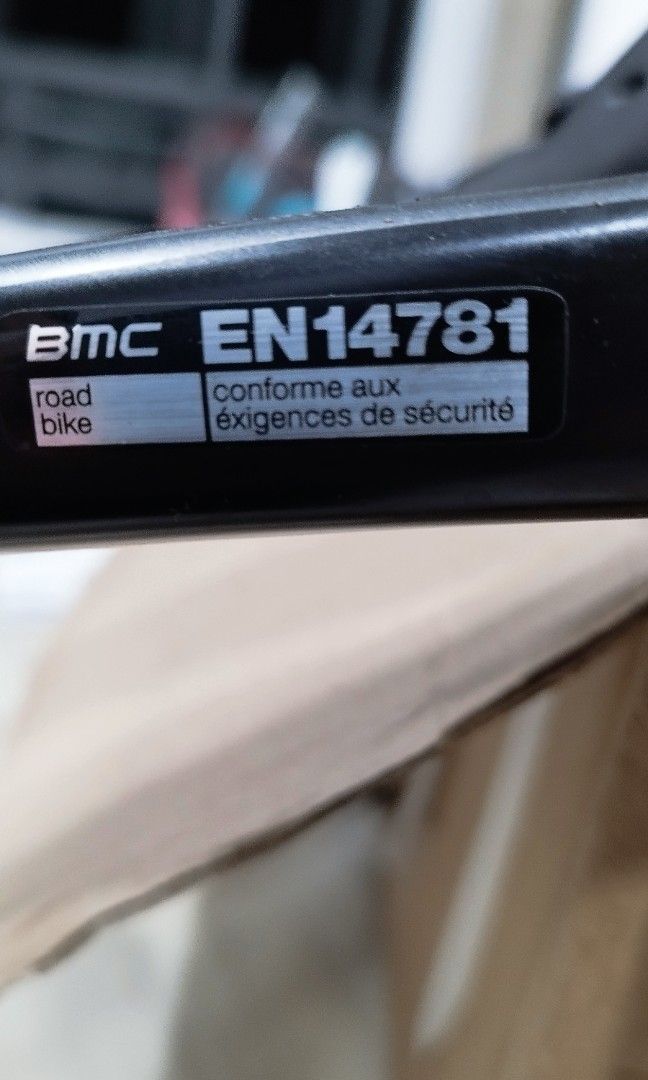 BMC EN14781
road
bike
conforme aux
éxigences de sécurité